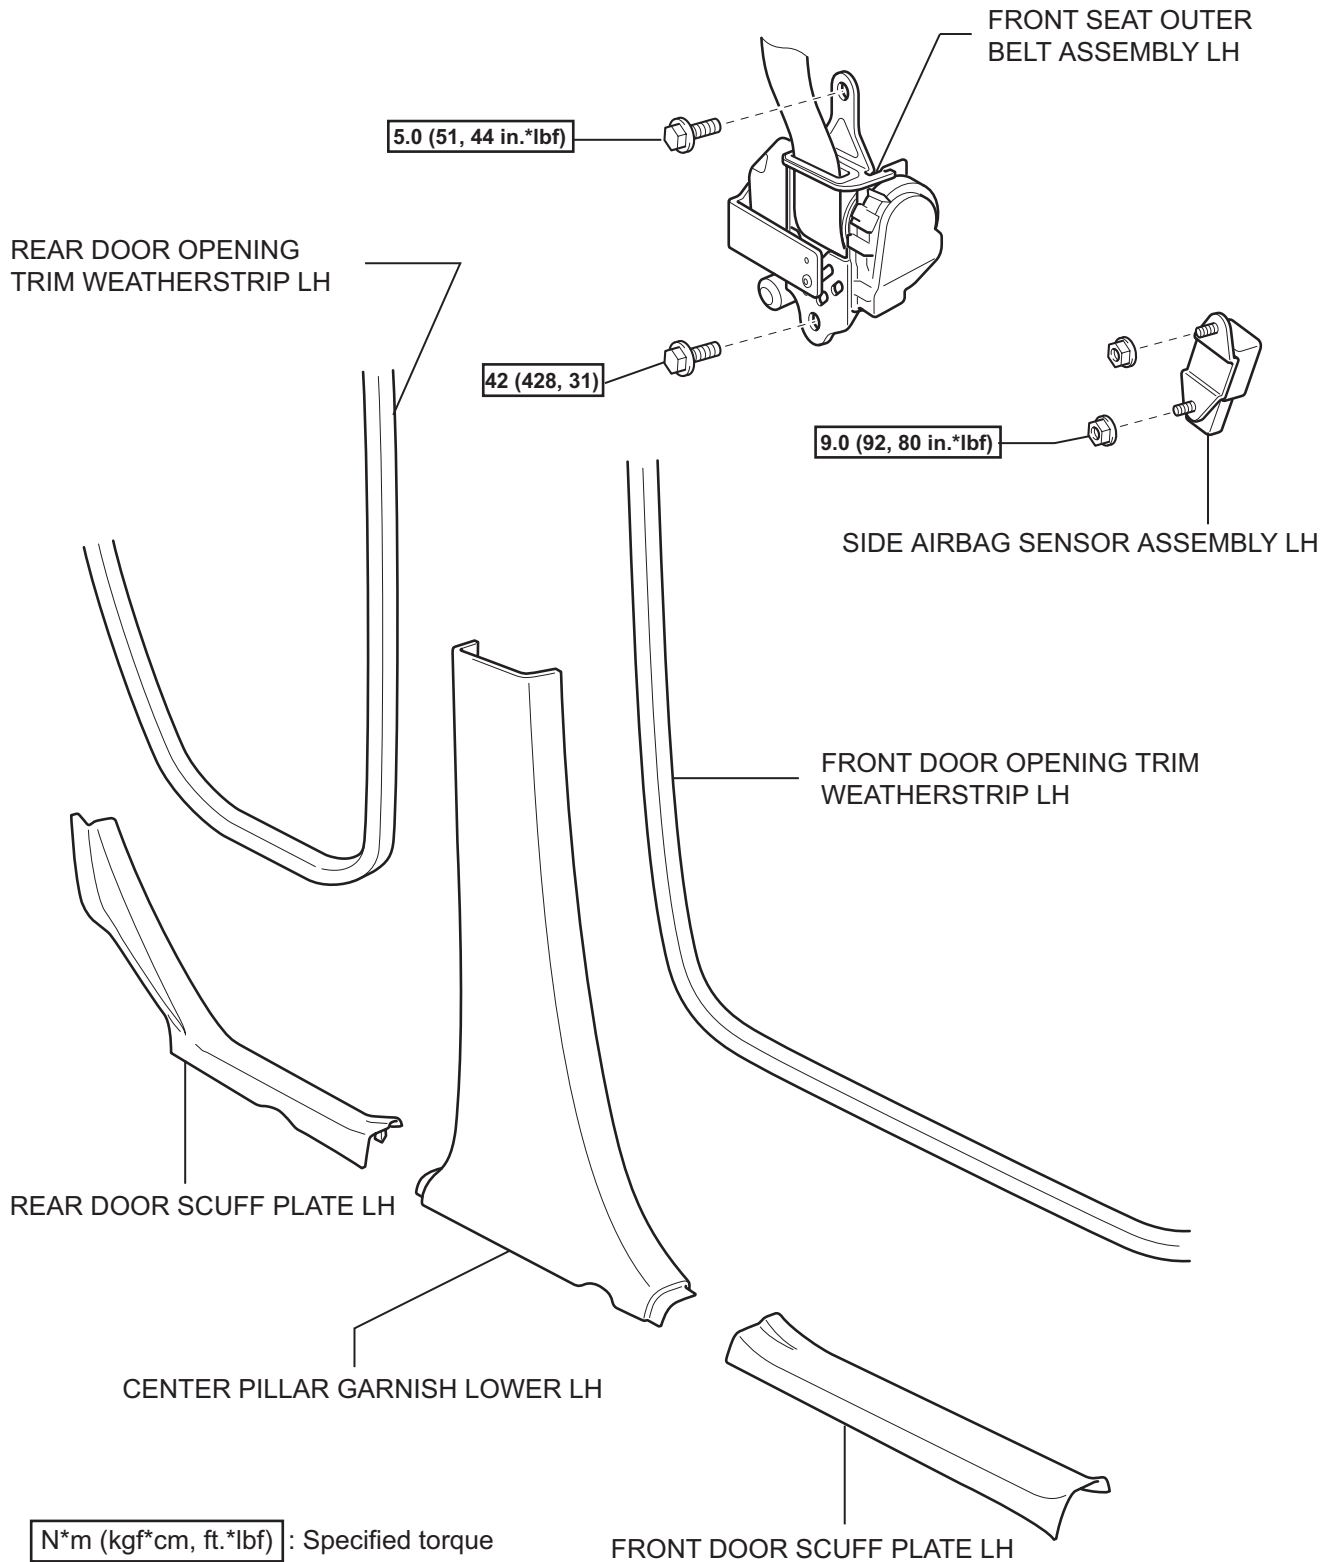 FRONT SEAT OUTER
BELT ASSEMBLY LH
5.0 (51, 44 in.*lbf)
REAR DOOR OPENING
TRIM WEATHERSTRIP LH
42 (428, 31)
9.0 (92, 80 in.*lbf)
SIDE AIRBAG SENSOR ASSEMBLY LH
FRONT DOOR OPENING TRIM
WEATHERSTRIP LH
REAR DOOR SCUFF PLATE LH
CENTER PILLAR GARNISH LOWER LH
N*m (kgf*cm, ft.*lbf) : Specified torque
FRONT DOOR SCUFF PLATE LH